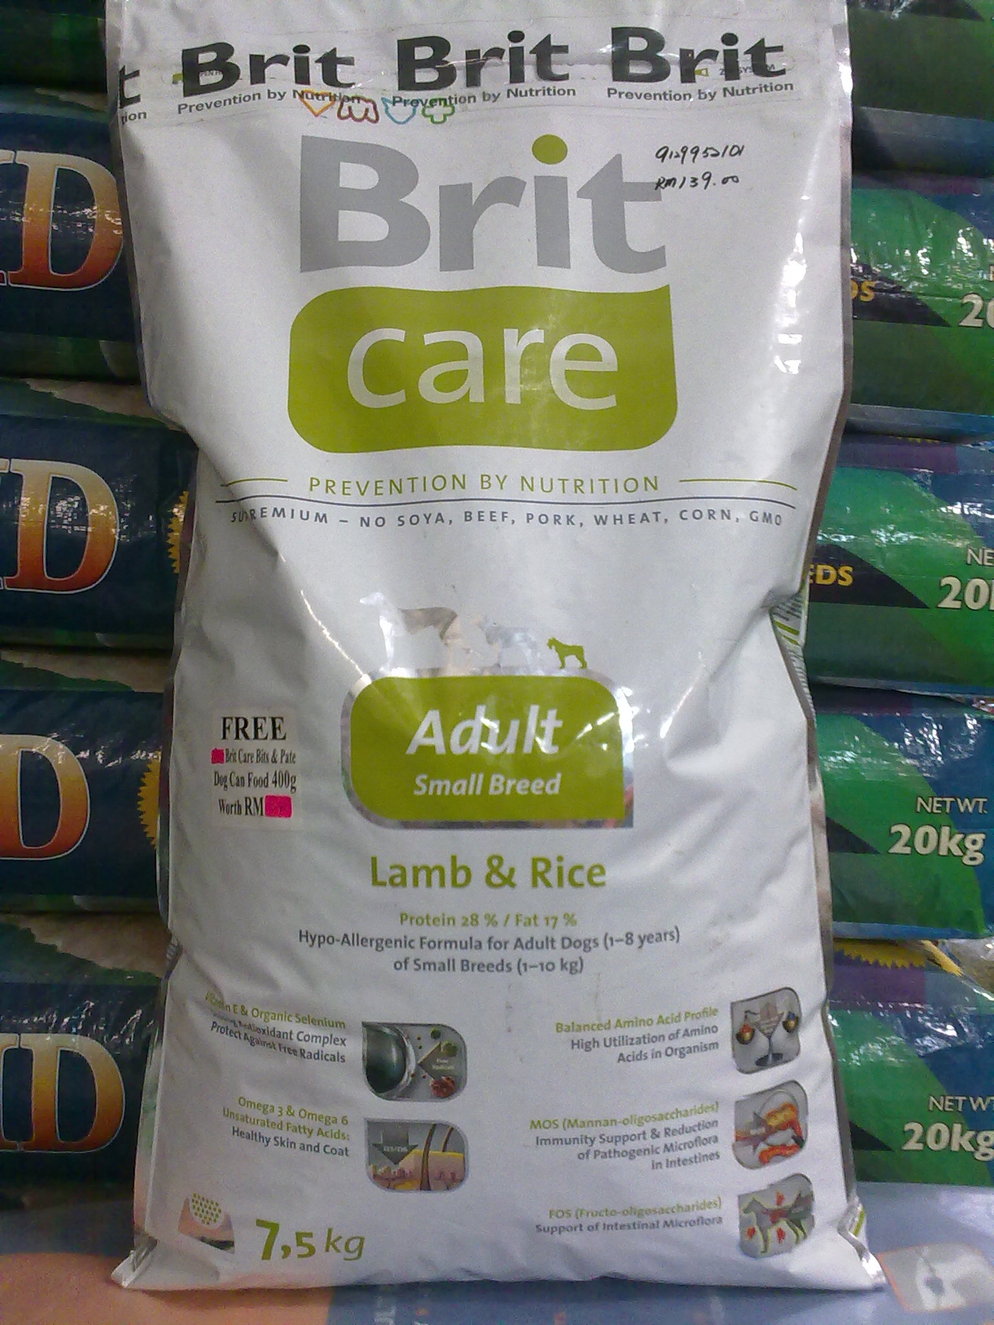 Brit Brit Brit
Prevention by Nutrition Prevention by Nutrition Prevention by Nutrition
Brit
9129952101
RM139.00
care
PREVENTION BY NUTRITION
SUPREMIUM – NO SOYA, BEEF, PORK, WHEAT, CORN, GMO
Adult
Small Breed
FREE
Brit Care Bits & Pate
Dog Can Food 400g
Worth RM
Lamb & Rice
Protein 28 % / Fat 17 %
Hypo-Allergenic Formula for Adult Dogs (1–8 years)
of Small Breeds (1–10 kg)
Vitamin E & Organic Selenium
Antioxidant Complex
Protect Against Free Radicals
Omega 3 & Omega 6
Unsaturated Fatty Acids:
Healthy Skin and Coat
Balanced Amino Acid Profile
High Utilization of Amino
Acids in Organism
MOS (Mannan-oligosaccharides)
Immunity Support & Reduction
of Pathogenic Microflora
in Intestines
FOS (Fructo-oligosaccharides)
Support of Intestinal Microflora
7,5 kg
NET WT.
20kg
NET WT
20kg